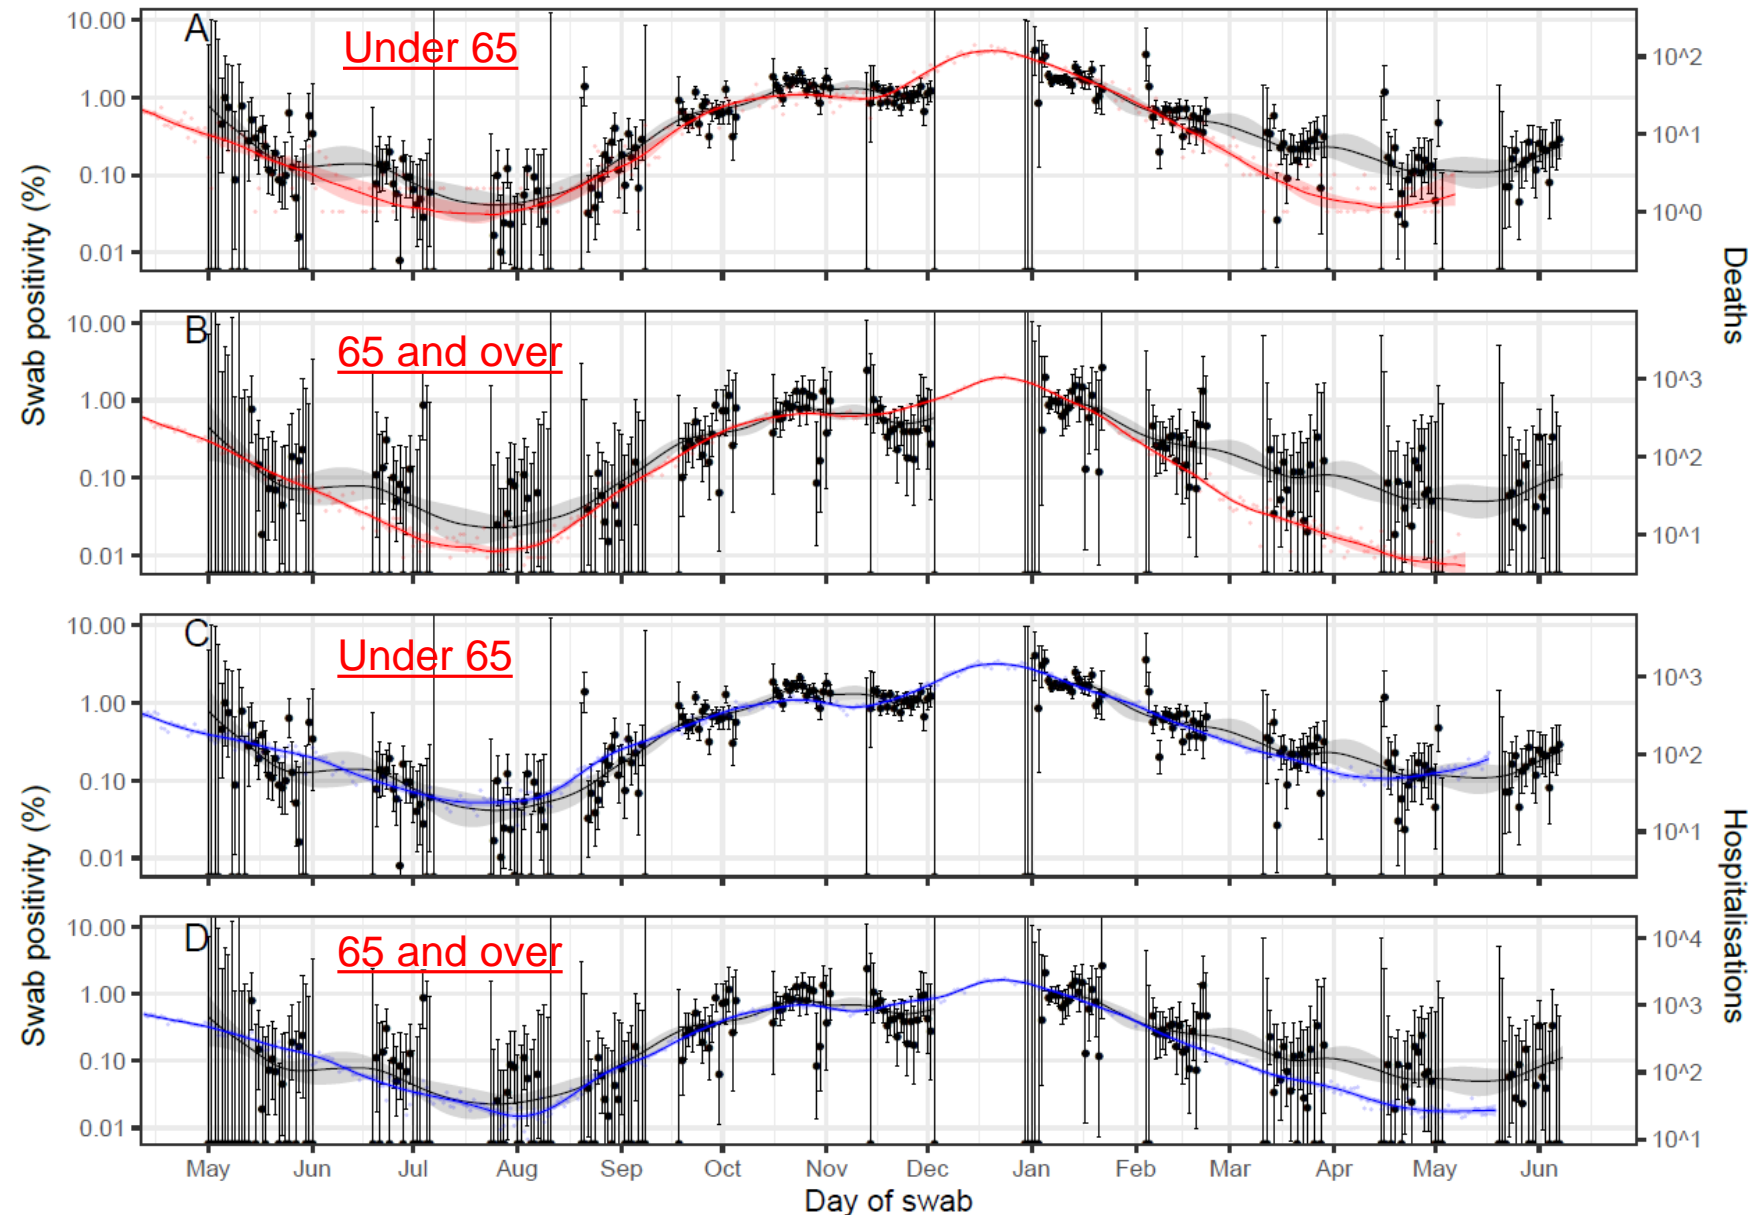 A
Under 65
10.00
1.00
0.10
0.01
10^2
10^1
10^0
B
65 and over
10.00
1.00
0.10
0.01
10^3
10^2
10^1
Swab positivity (%)
Deaths
C
Under 65
10.00
1.00
0.10
0.01
10^3
10^2
10^1
D
65 and over
10.00
1.00
0.10
0.01
10^4
10^3
10^2
10^1
Swab positivity (%)
Hospitalisations
May Jun Jul Aug Sep Oct Nov Dec Jan Feb Mar Apr May Jun
Day of swab